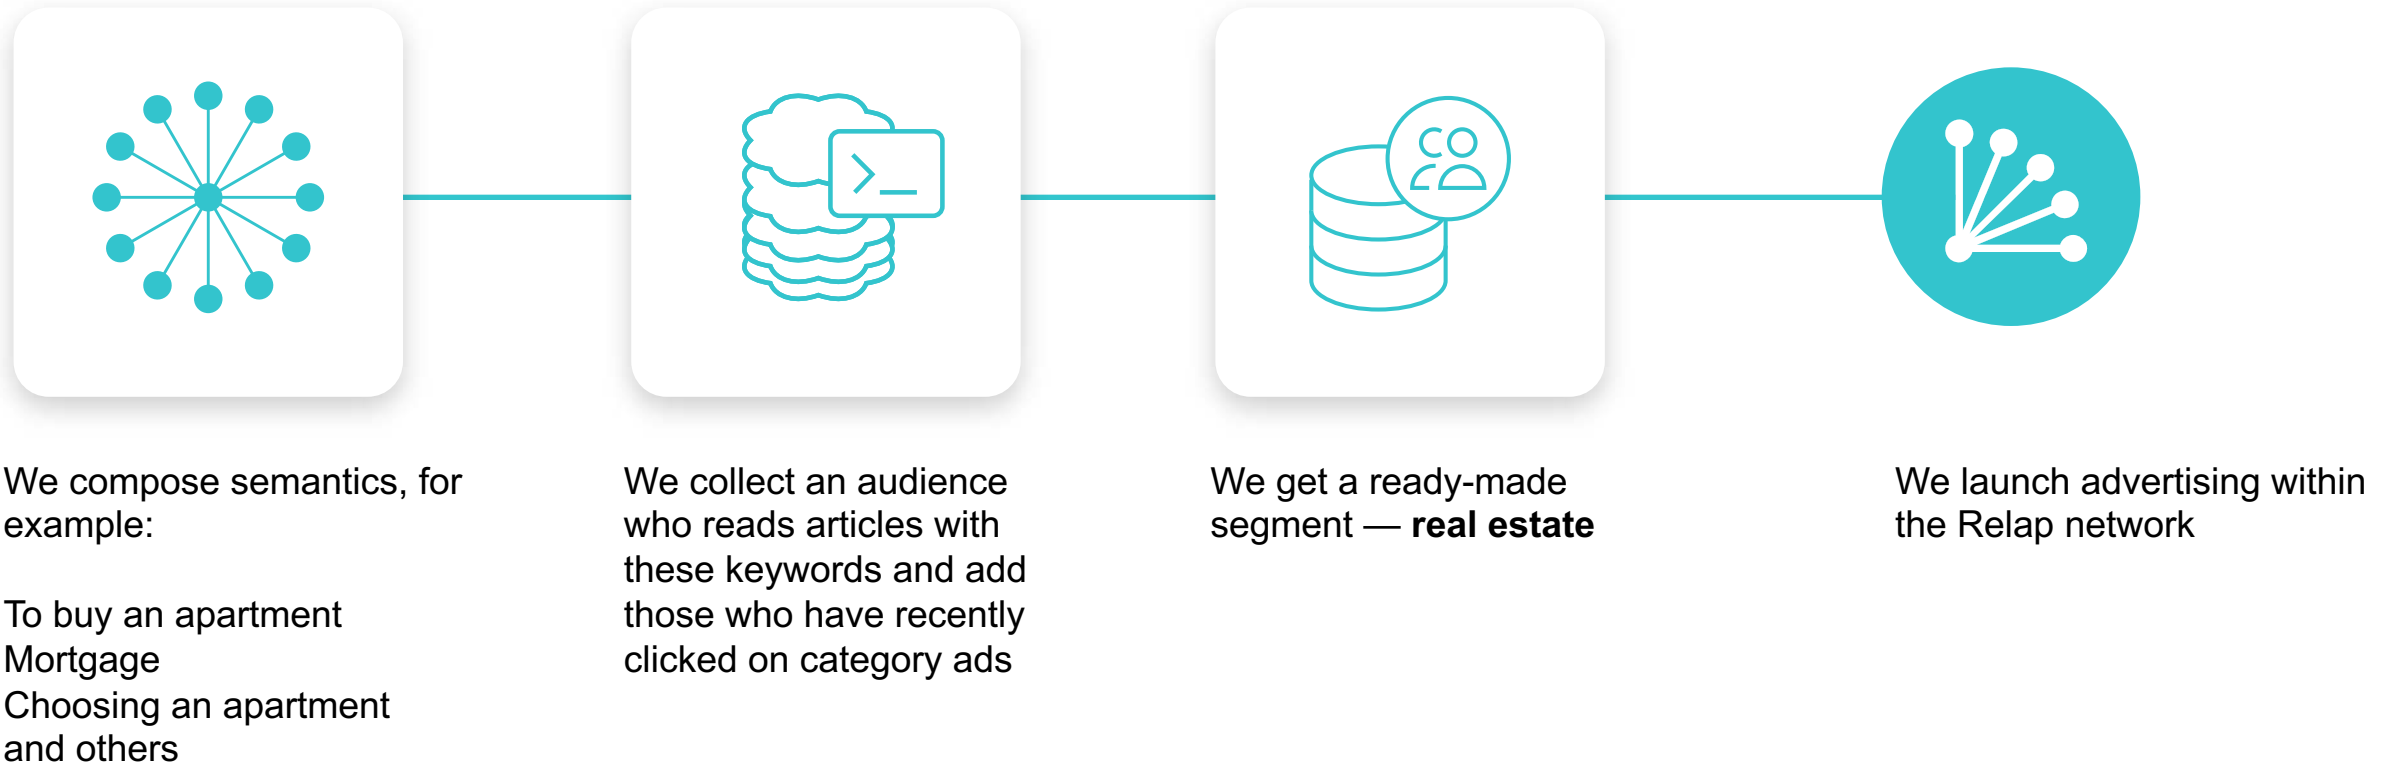 We compose semantics, for
example:
To buy an apartment
Mortgage
Choosing an apartment
and others
We collect an audience
who reads articles with
these keywords and add
those who have recently
clicked on category ads
We get a ready-made
segment — real estate
We launch advertising within
the Relap network